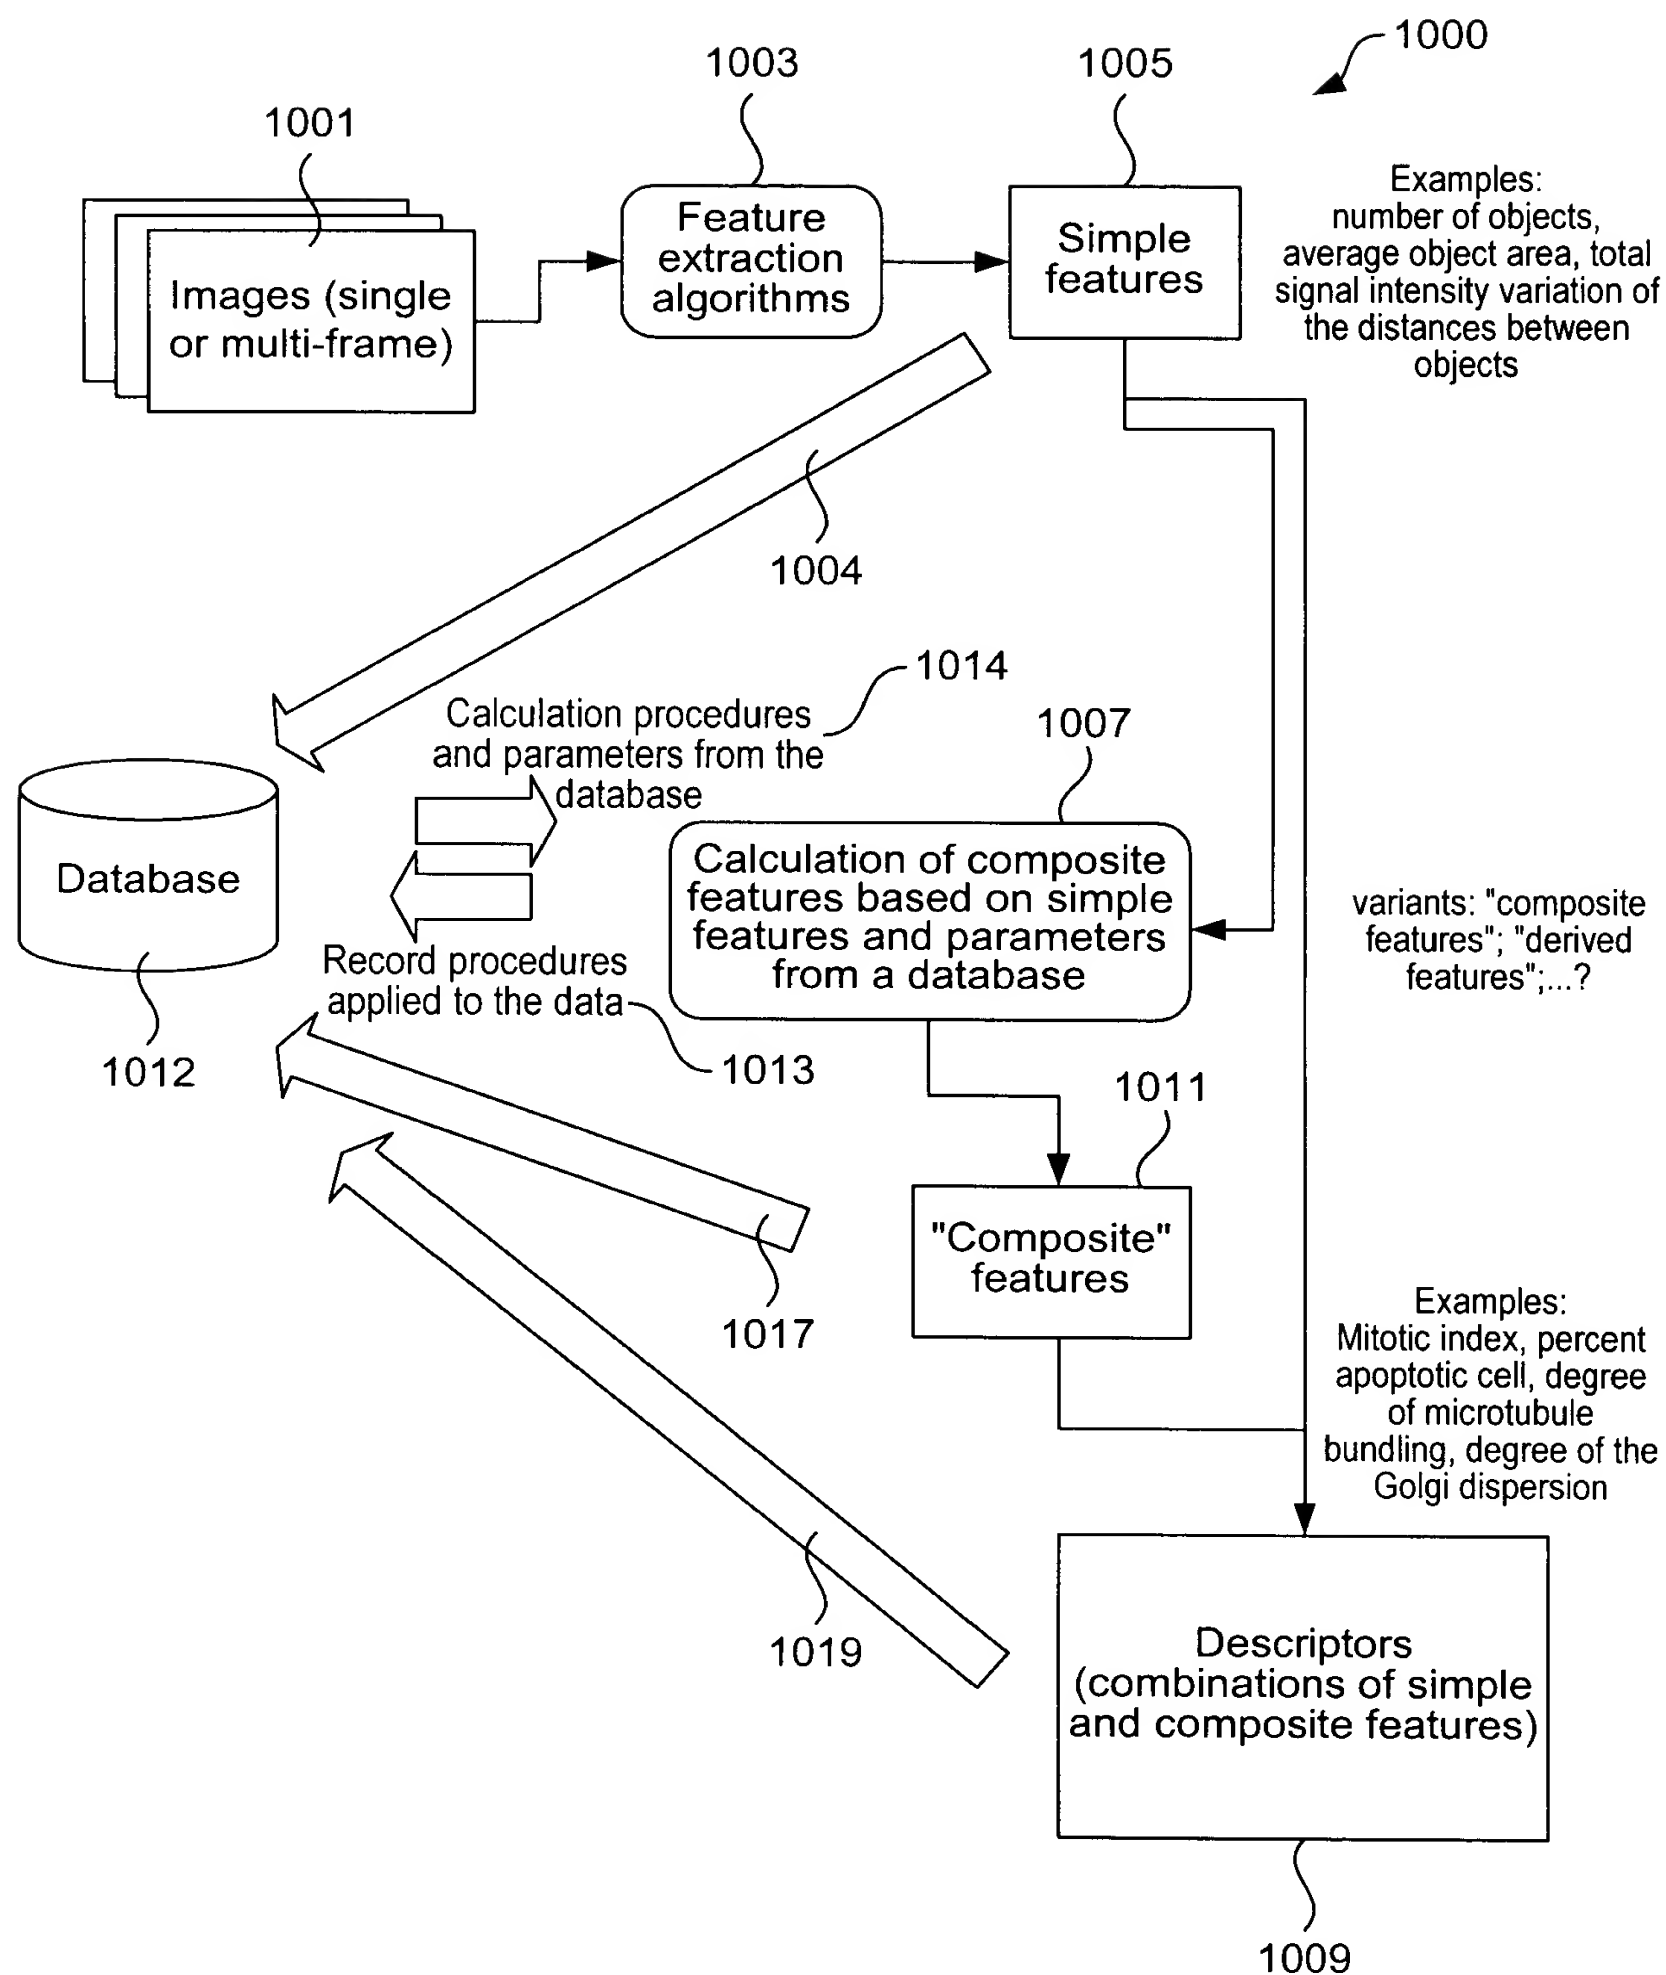 1000
1003
1005
1001
Examples:
number of objects,
average object area, total
signal intensity variation of
the distances between
objects
Feature
extraction
algorithms
Simple
features
Images (single
or multi-frame)
1004
1014
Calculation procedures
and parameters from the
database
1007
Database
Calculation of composite
features based on simple
features and parameters
from a database
variants: "composite
features"; "derived
features";...?
Record procedures
applied to the data
1012
1013
1011
"Composite"
features
1017
Examples:
Mitotic index, percent
apoptotic cell, degree
of microtubule
bundling, degree of the
Golgi dispersion
1019
Descriptors
(combinations of simple
and composite features)
1009